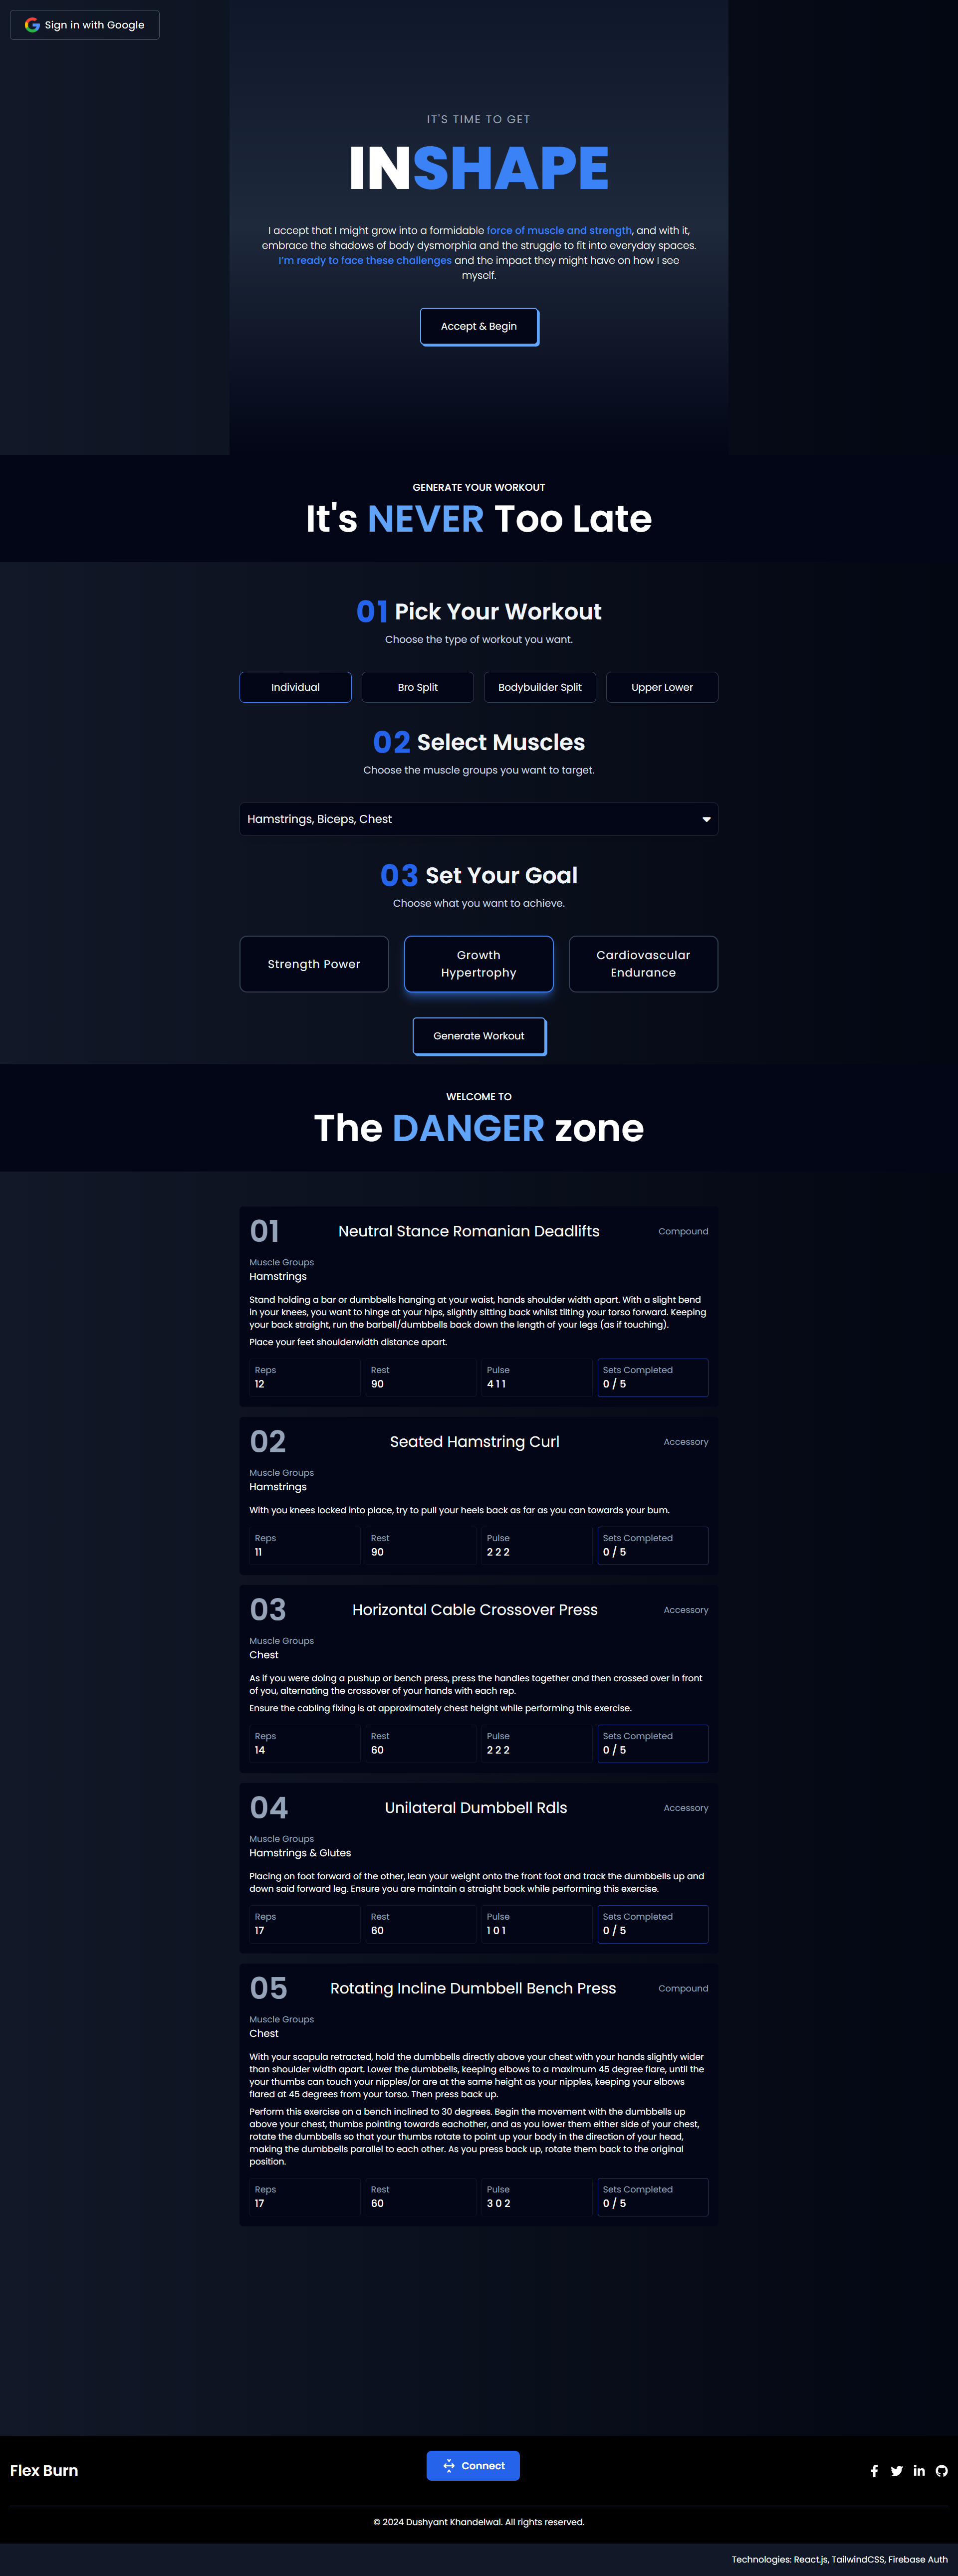 Sign in with Google
IT'S TIME TO GET
INSHAPE
I accept that I might grow into a formidable force of muscle and strength, and with it,
embrace the shadows of body dysmorphia and the struggle to fit into everyday spaces.
I'm ready to face these challenges and the impact they might have on how I see
myself.
Accept & Begin
GENERATE YOUR WORKOUT
It's NEVER Too Late
01 Pick Your Workout
Choose the type of workout you want.
Individual
Bro Split
Bodybuilder Split
Upper Lower
02 Select Muscles
Choose the muscle groups you want to target.
Hamstrings, Biceps, Chest
03 Set Your Goal
Choose what you want to achieve.
Strength Power
Growth
Hypertrophy
Cardiovascular
Endurance
Generate Workout
WELCOME TO
The DANGER zone
01 Neutral Stance Romanian Deadlifts Compound
Muscle Groups
Hamstrings
Stand holding a bar or dumbbells hanging at your waist, hands shoulder width apart. With a slight bend
in your knees, you want to hinge at your hips, slightly sitting back whilst tilting your torso forward. Keeping
your back straight, run the barbell/dumbbells back down the length of your legs (as if touching).
Place your feet shoulderwidth distance apart.
Reps Rest Pulse Sets Completed
12 90 4 1 1 0 / 5
02 Seated Hamstring Curl Accessory
Muscle Groups
Hamstrings
With you knees locked into place, try to pull your heels back as far as you can towards your bum.
Reps Rest Pulse Sets Completed
11 90 2 2 2 0 / 5
03 Horizontal Cable Crossover Press Accessory
Muscle Groups
Chest
As if you were doing a pushup or bench press, press the handles together and then crossed over in front
of you, alternating the crossover of your hands with each rep.
Ensure the cabling fixing is at approximately chest height while performing this exercise.
Reps Rest Pulse Sets Completed
14 60 2 2 2 0 / 5
04 Unilateral Dumbbell Rdls Accessory
Muscle Groups
Hamstrings & Glutes
Placing on foot forward of the other, lean your weight onto the front foot and track the dumbbells up and
down said forward leg. Ensure you are maintain a straight back while performing this exercise.
Reps Rest Pulse Sets Completed
17 60 1 0 1 0 / 5
05 Rotating Incline Dumbbell Bench Press Compound
Muscle Groups
Chest
With your scapula retracted, hold the dumbbells directly above your chest with your hands slightly wider
than shoulder width apart. Lower the dumbbells, keeping elbows to a maximum 45 degree flare, until the
your thumbs can touch your nipples/or are at the same height as your nipples, keeping your elbows
flared at 45 degrees from your torso. Then press back up.
Perform this exercise on a bench inclined to 30 degrees. Begin the movement with the dumbbells up
above your chest, thumbs pointing towards eachother, and as you lower them either side of your chest,
rotate the dumbbells so that your thumbs rotate to point up your body in the direction of your head,
making the dumbbells parallel to each other. As you press back up, rotate them back to the original
position.
Reps Rest Pulse Sets Completed
17 60 3 0 2 0 / 5
Flex Burn
Connect
© 2024 Dushyant Khandelwal. All rights reserved.
Technologies: React.js, TailwindCSS, Firebase Auth